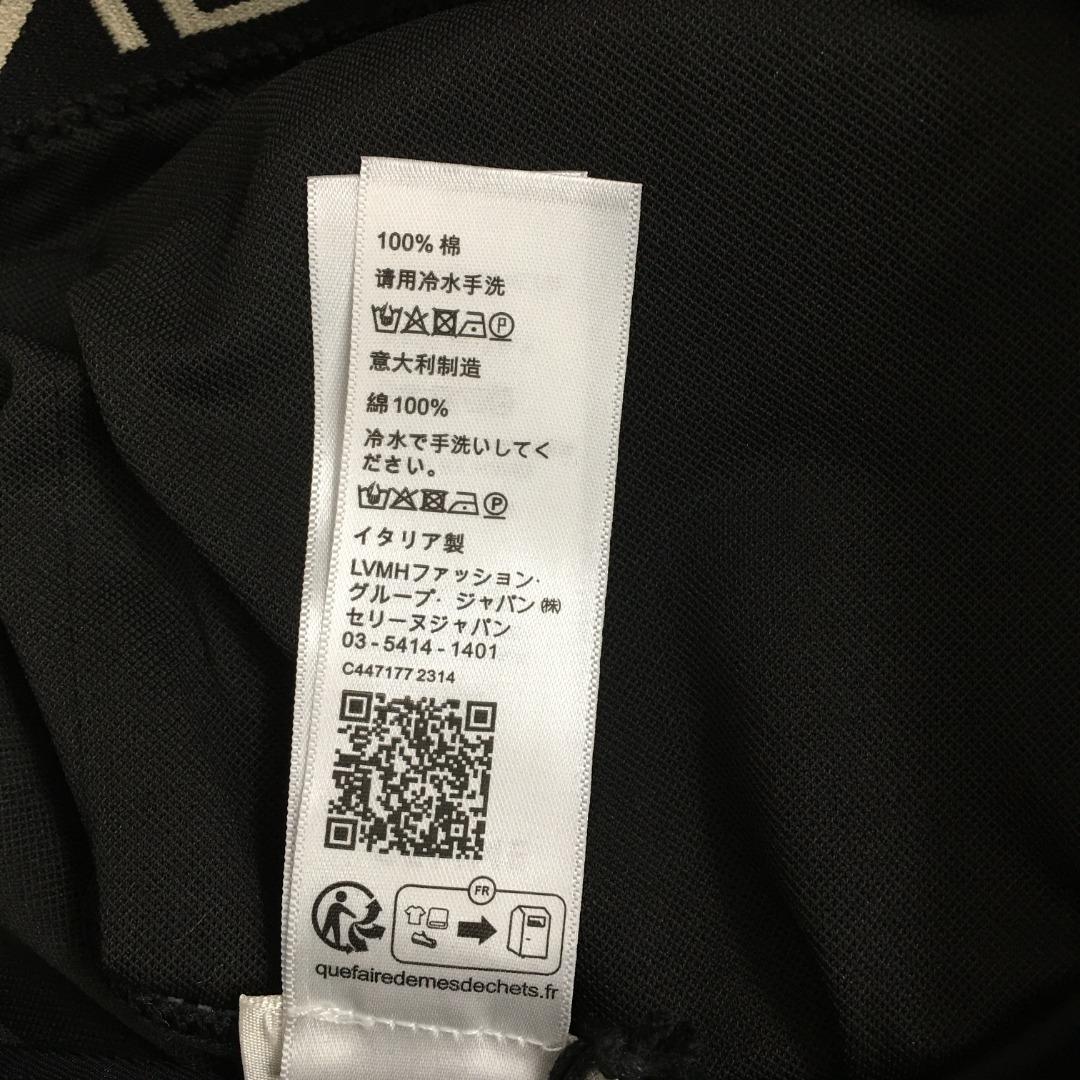 100% 棉
请用冷水手洗
P
意大利制造
綿100%
冷水で手洗いしてく
ださい。
P
イタリア製
LVMHファッション·
グループ· ジャパン㈱
セリーヌジャパン
03 - 5414 - 1401
C447177 2314
FR
quefairedemesdechets.fr